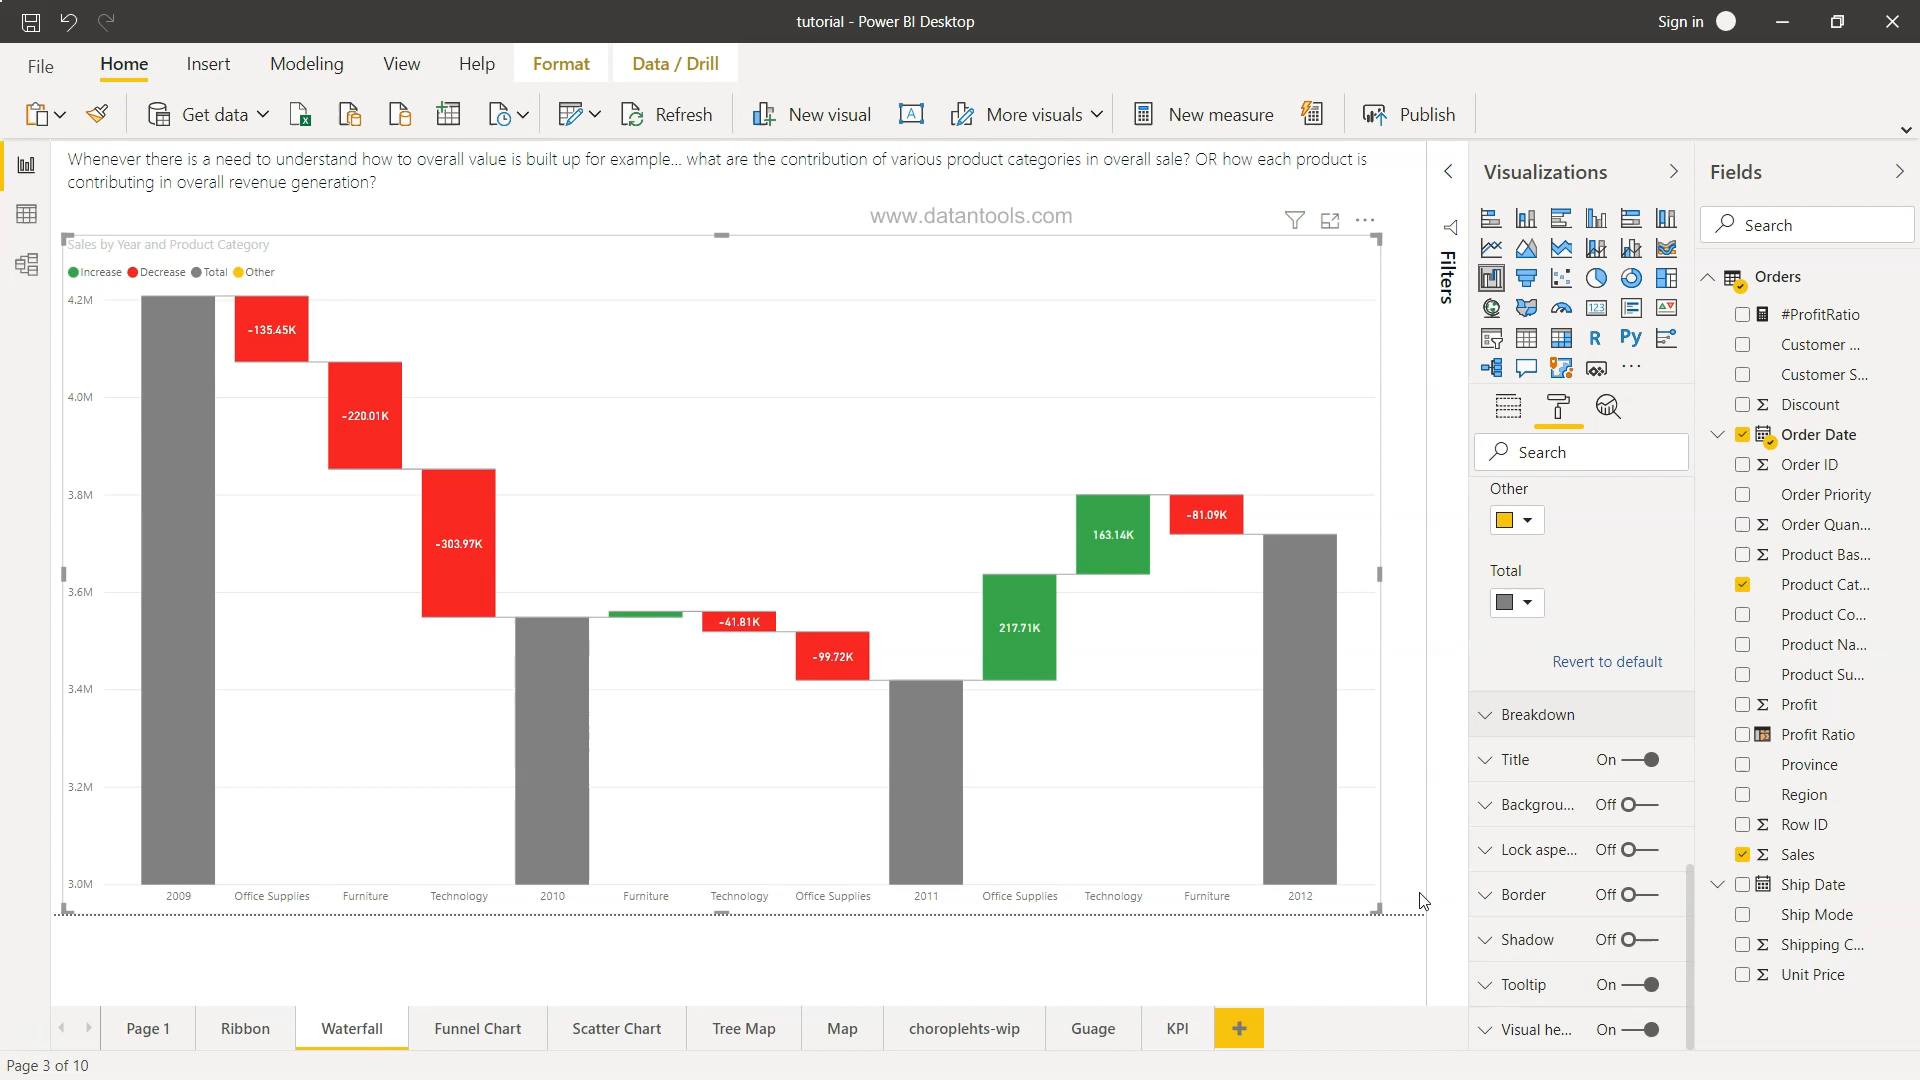 tutorial - Power BI Desktop
Sign in
File
Home
Insert
Modeling
View
Help
Format
Data / Drill
Get data
Refresh
New visual
More visuals
New measure
Publish
Whenever there is a need to understand how to overall value is built up for example... what are the contribution of various product categories in overall sale? OR how each product is
contributing in overall revenue generation?
www.datantools.com
Sales by Year and Product Category
Increase Decrease Total Other
4.2M
4.0M
3.8M
3.6M
3.4M
3.2M
3.0M
-135.45K
-220.01K
-303.97K
-41.81K
-99.72K
217.71K
163.14K
-81.09K
2009 Office Supplies Furniture Technology 2010 Furniture Technology Office Supplies 2011 Office Supplies Technology Furniture 2012
Filters
Visualizations
123
R
Py
Search
Other
Total
Revert to default
Breakdown
Title On
Backgrou... Off
Lock aspe... Off
Border Off
Shadow Off
Tooltip On
Visual he... On
Fields
Search
Orders
#ProfitRatio
Customer ...
Customer S...
Discount
Order Date
Order ID
Order Priority
Order Quan...
Product Bas...
Product Cat...
Product Co...
Product Na...
Product Su...
Profit
Profit Ratio
Province
Region
Row ID
Sales
Ship Date
Ship Mode
Shipping C...
Unit Price
Page 1
Ribbon
Waterfall
Funnel Chart
Scatter Chart
Tree Map
Map
choroplehts-wip
Guage
KPI
Page 3 of 10